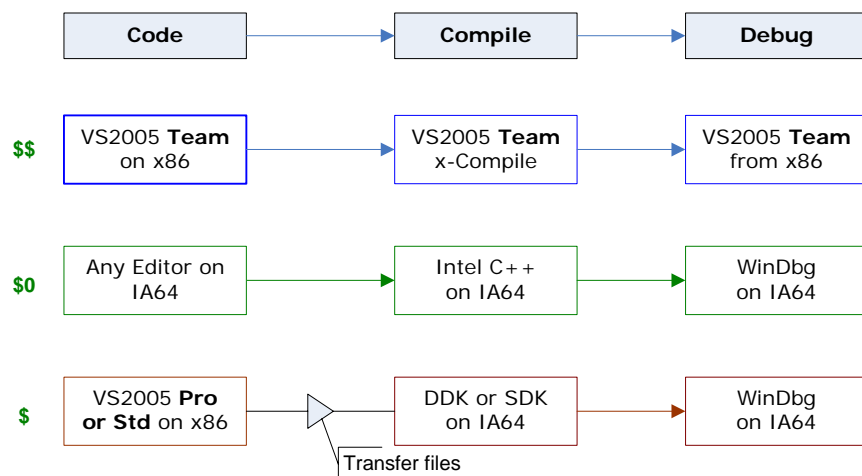 Code
Compile
Debug
$$
VS2005 Team
on x86
VS2005 Team
x-Compile
VS2005 Team
from x86
$0
Any Editor on
IA64
Intel C++
on IA64
WinDbg
on IA64
$
VS2005 Pro
or Std on x86
DDK or SDK
on IA64
WinDbg
on IA64
Transfer files